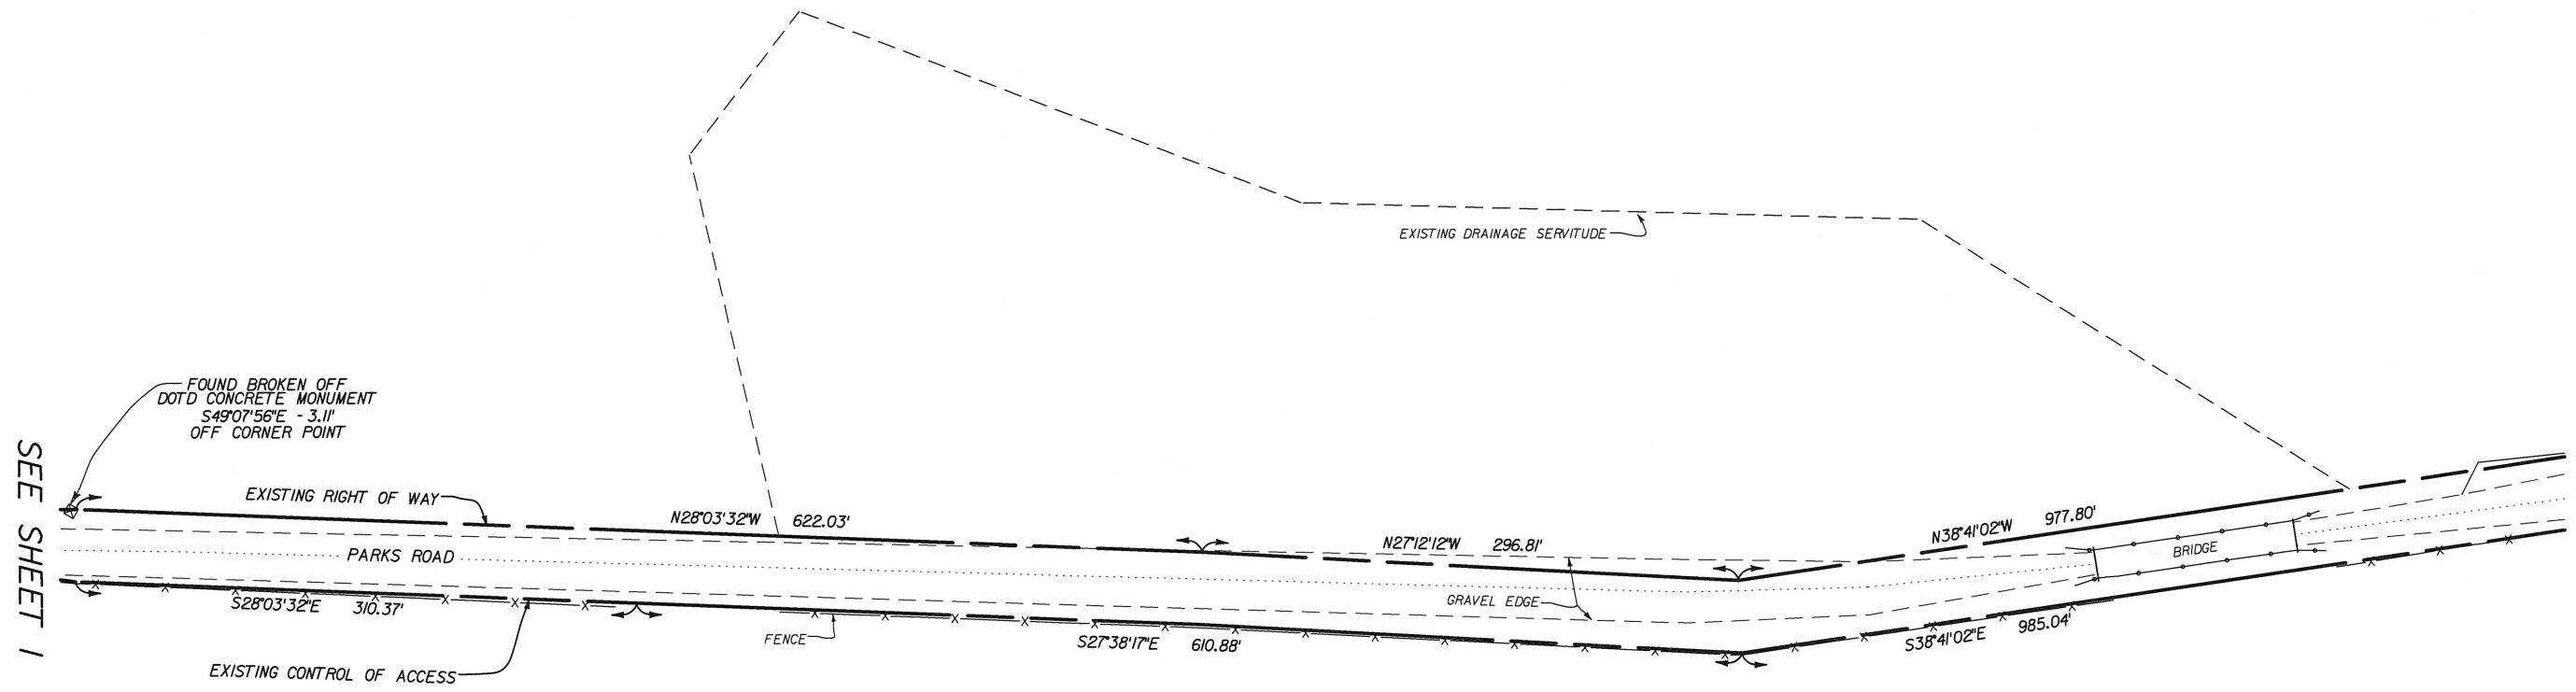 EXISTING DRAINAGE SERVITUDE
FOUND BROKEN OFF
DOTD CONCRETE MONUMENT
S49°07'56"E - 3.11'
OFF CORNER POINT
SEE SHEET 1
EXISTING RIGHT OF WAY
N28°03'32"W 622.03'
N27°12'12"W 296.81'
N38°41'02"W 977.80'
PARKS ROAD
BRIDGE
S28°03'32"E 310.37'
GRAVEL EDGE
FENCE
S27°38'17"E 610.88'
S38°41'02"E 985.04'
EXISTING CONTROL OF ACCESS